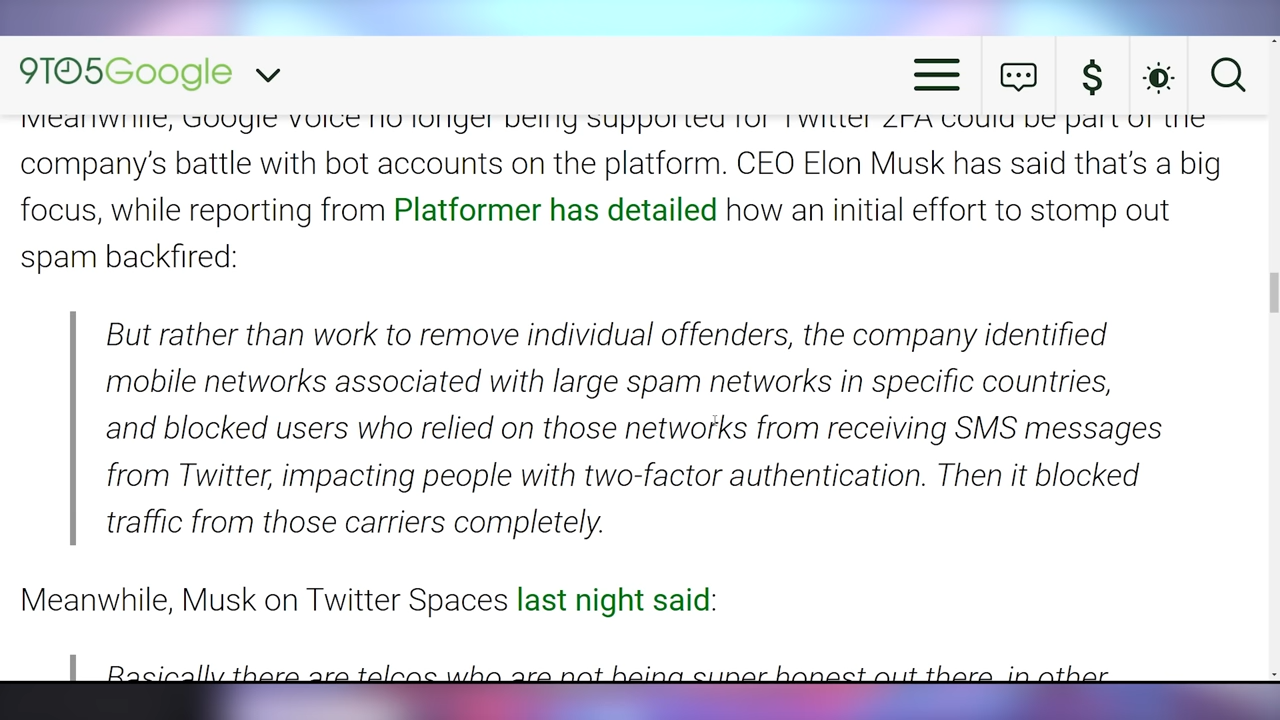 9TO5Google
Meanwhile, Google Voice no longer being supported for Twitter 2FA could be part of the
company's battle with bot accounts on the platform. CEO Elon Musk has said that's a big
focus, while reporting from Platformer has detailed how an initial effort to stomp out
spam backfired:
But rather than work to remove individual offenders, the company identified
mobile networks associated with large spam networks in specific countries,
and blocked users who relied on those networks from receiving SMS messages
from Twitter, impacting people with two-factor authentication. Then it blocked
traffic from those carriers completely.
Meanwhile, Musk on Twitter Spaces last night said:
Basically there are telcos who are not being super honest out there, in other